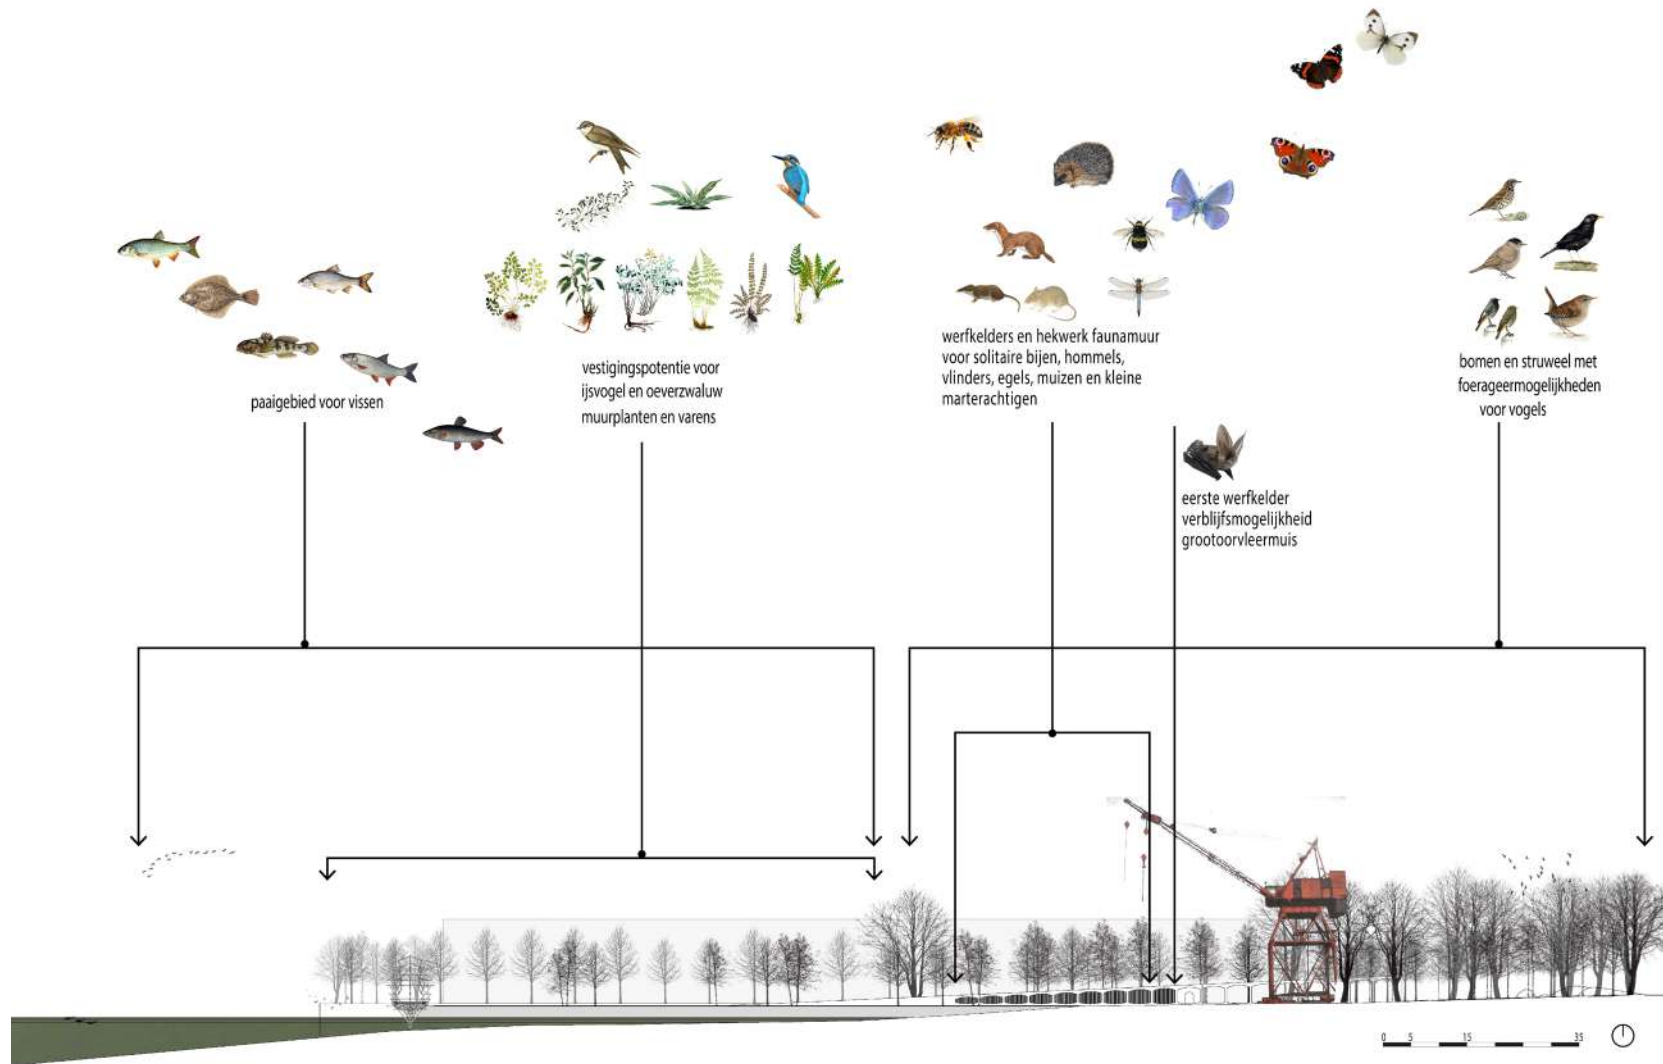 paaigebied voor vissen
vestigingspotentie voor
ijsvogel en oeverzwaluw
muurplanten en varens
werfkelders en hekwerk faunamuur
voor solitaire bijen, hommels,
vlinders, egels, muizen en kleine
marterachtigen
eerste werfkelder
verblijfsmogelijkheid
grootoorvleermuis
bomen en struweel met
foerageermogelijkheden
voor vogels
0 5 15 35